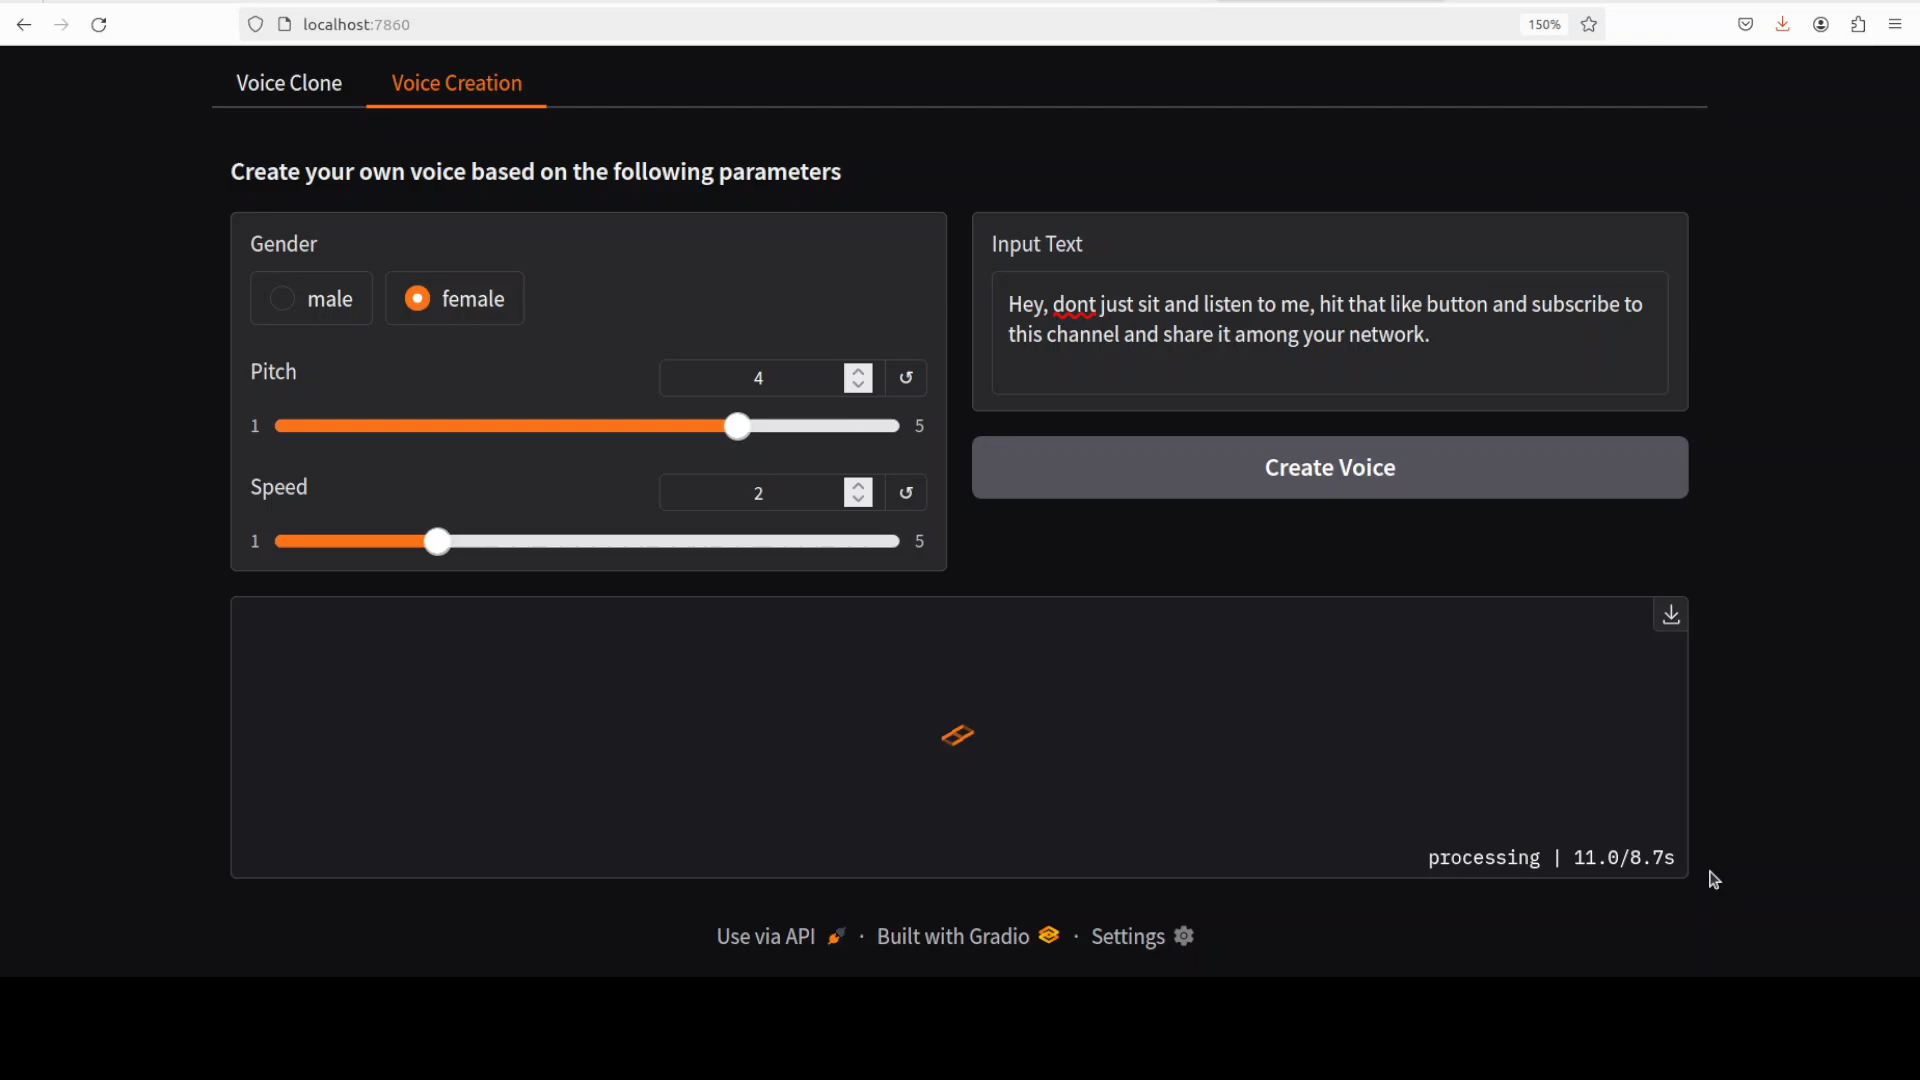 localhost:7860
150%
Voice Clone
Voice Creation
Create your own voice based on the following parameters
Gender
male
female
Pitch
4
1
5
Speed
2
1
5
Input Text
Hey, dont just sit and listen to me, hit that like button and subscribe to
this channel and share it among your network.
Create Voice
processing | 11.0/8.7s
Use via API · Built with Gradio · Settings